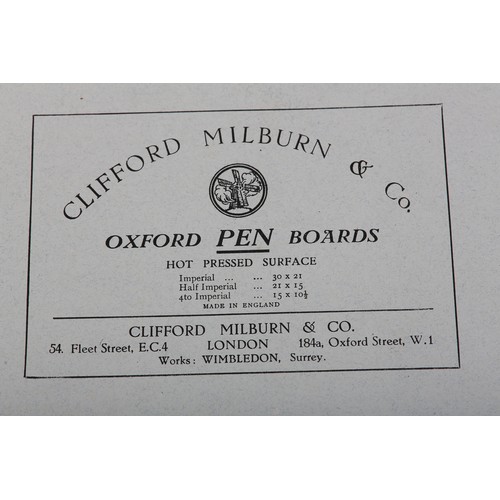 CLIFFORD MILBURN & Co.
OXFORD PEN BOARDS
HOT PRESSED SURFACE
Imperial ... ... 30 x 21
Half Imperial ... 21 x 15
4to Imperial ... 15 x 10½
MADE IN ENGLAND
CLIFFORD MILBURN & CO.
54. Fleet Street, E.C.4 LONDON 184a, Oxford Street, W.1
Works: WIMBLEDON, Surrey.